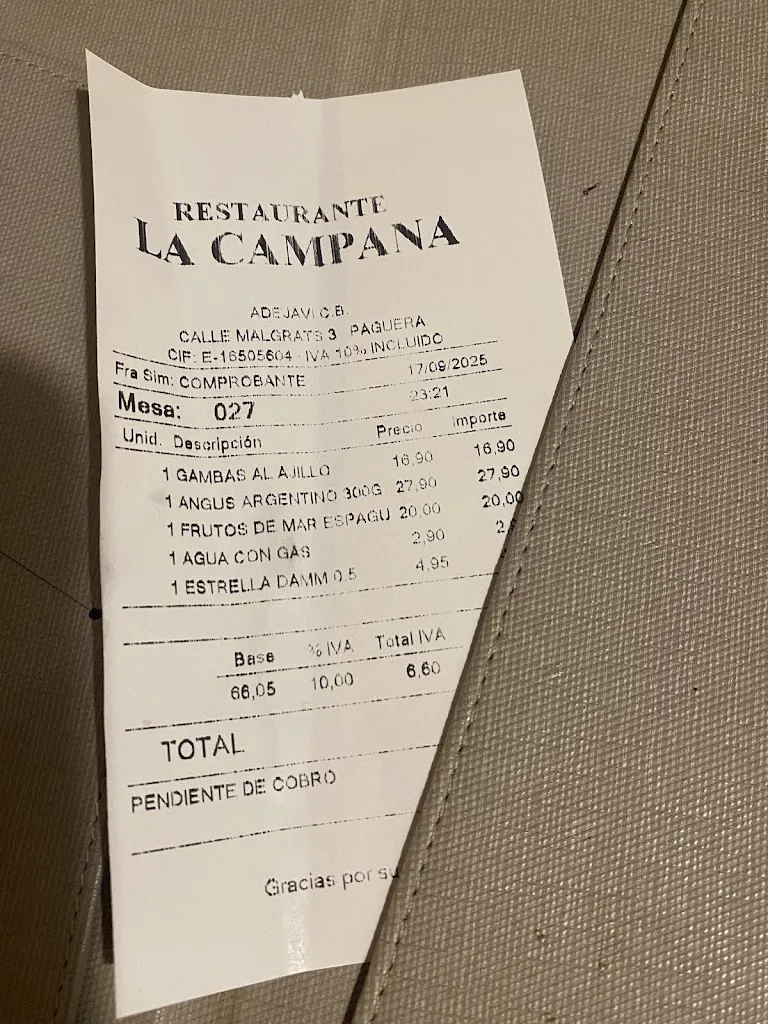 RESTAURANTE
LA CAMPANA
ADEJAVI C.B.
CALLE MALGRATS 3 PAGUERA
CIF: E-16505604 - IVA 10% INCLUIDO
Fra Sim: COMPROBANTE 17/09/2025
Mesa: 027 23:21
Unid. Descripción Precio Importe
1 GAMBAS AL AJILLO 16,90 16,90
1 ANGUS ARGENTINO 300G 27,90 27,90
1 FRUTOS DE MAR ESPAGU 20,00 20,00
1 AGUA CON GAS 2,90
1 ESTRELLA DAMM 0.5 4,95
Base % IVA Total IVA
66,05 10,00 6,60
TOTAL
PENDIENTE DE COBRO
Gracias por su